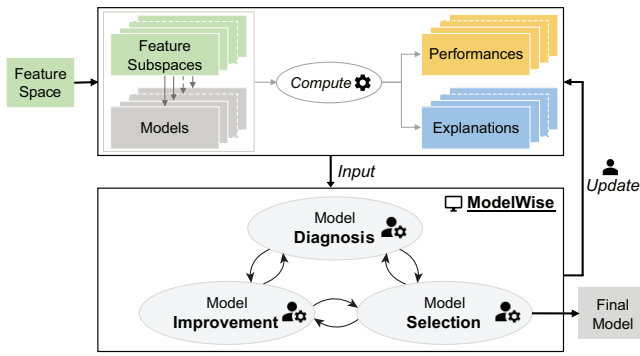 Feature
Space
Feature
Subspaces
Models
Compute
Performances
Explanations
Input
Update
ModelWise
Model
Diagnosis
Model
Improvement
Model
Selection
Final
Model